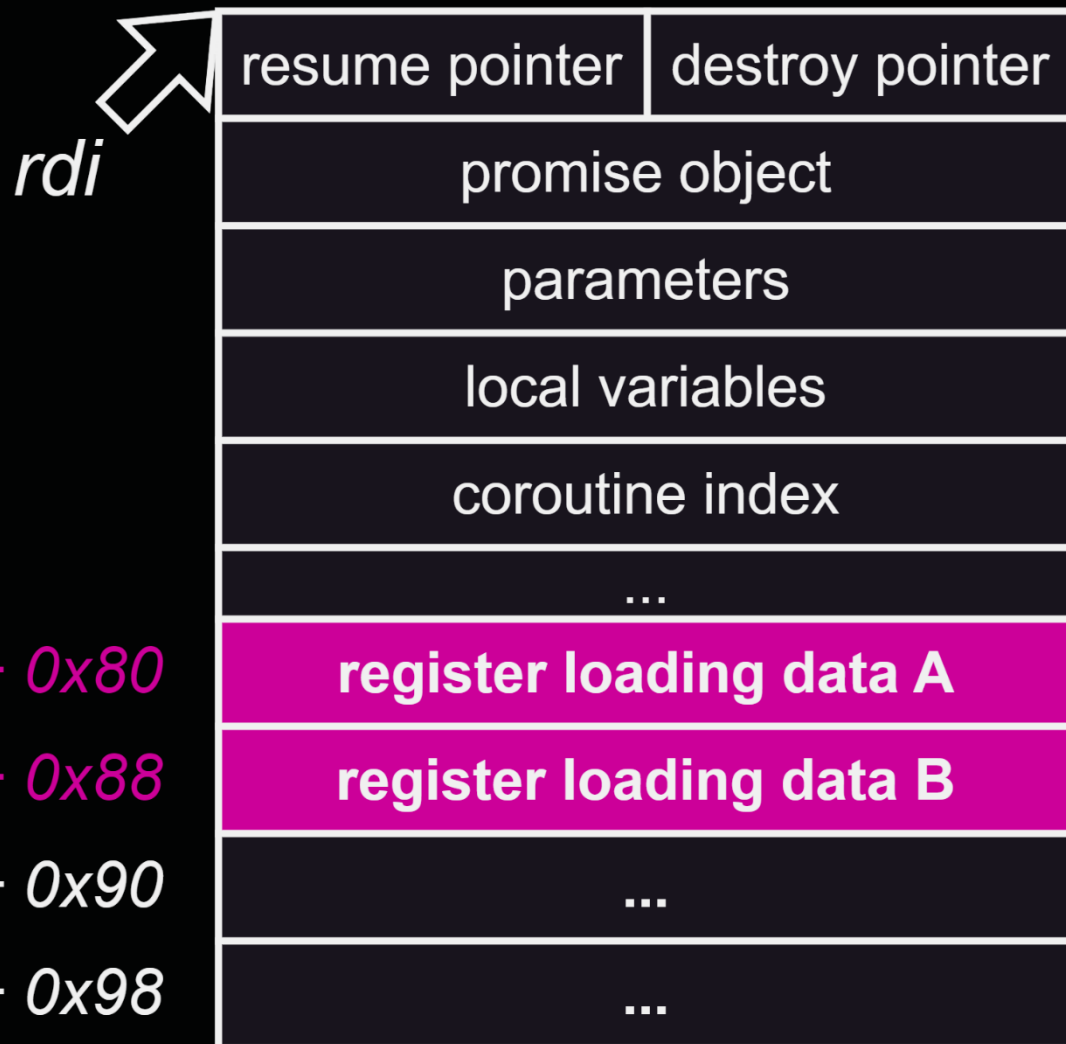 resume pointer destroy pointer
rdi
promise object
parameters
local variables
coroutine index
...
+ 0x80 register loading data A
+ 0x88 register loading data B
+ 0x90 ...
+ 0x98 ...